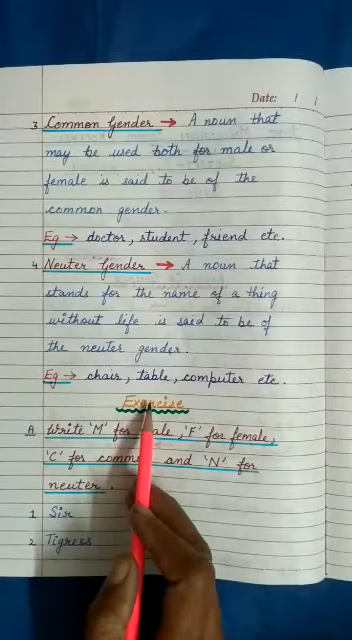 Date: / /
3 Common Gender → A noun that
may be used both for male or
female is said to be of the
common gender.
Eg → doctor, student, friend etc.
4 Neuter Gender → A noun that
stands for the name of a thing
without life is said to be of
the neuter gender.
Eg → chair, table, computer etc.
Exercise
A Write 'M' for male, 'F' for female,
'C' for common and 'N' for
neuter.
1 Sir
2 Tigress